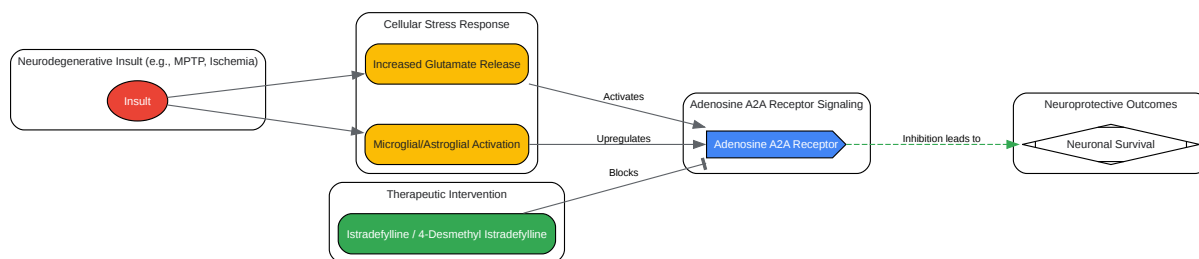 Cellular Stress Response
Neurodegenerative Insult (e.g., MPTP, Ischemia)
Insult
Increased Glutamate Release
Microglial/Astroglial Activation
Activates
Upregulates
Blocks
Adenosine A2A Receptor Signaling
Adenosine A2A Receptor
Inhibition leads to
Neuroprotective Outcomes
Neuronal Survival
Therapeutic Intervention
Istradefylline / 4-Desmethyl Istradefylline